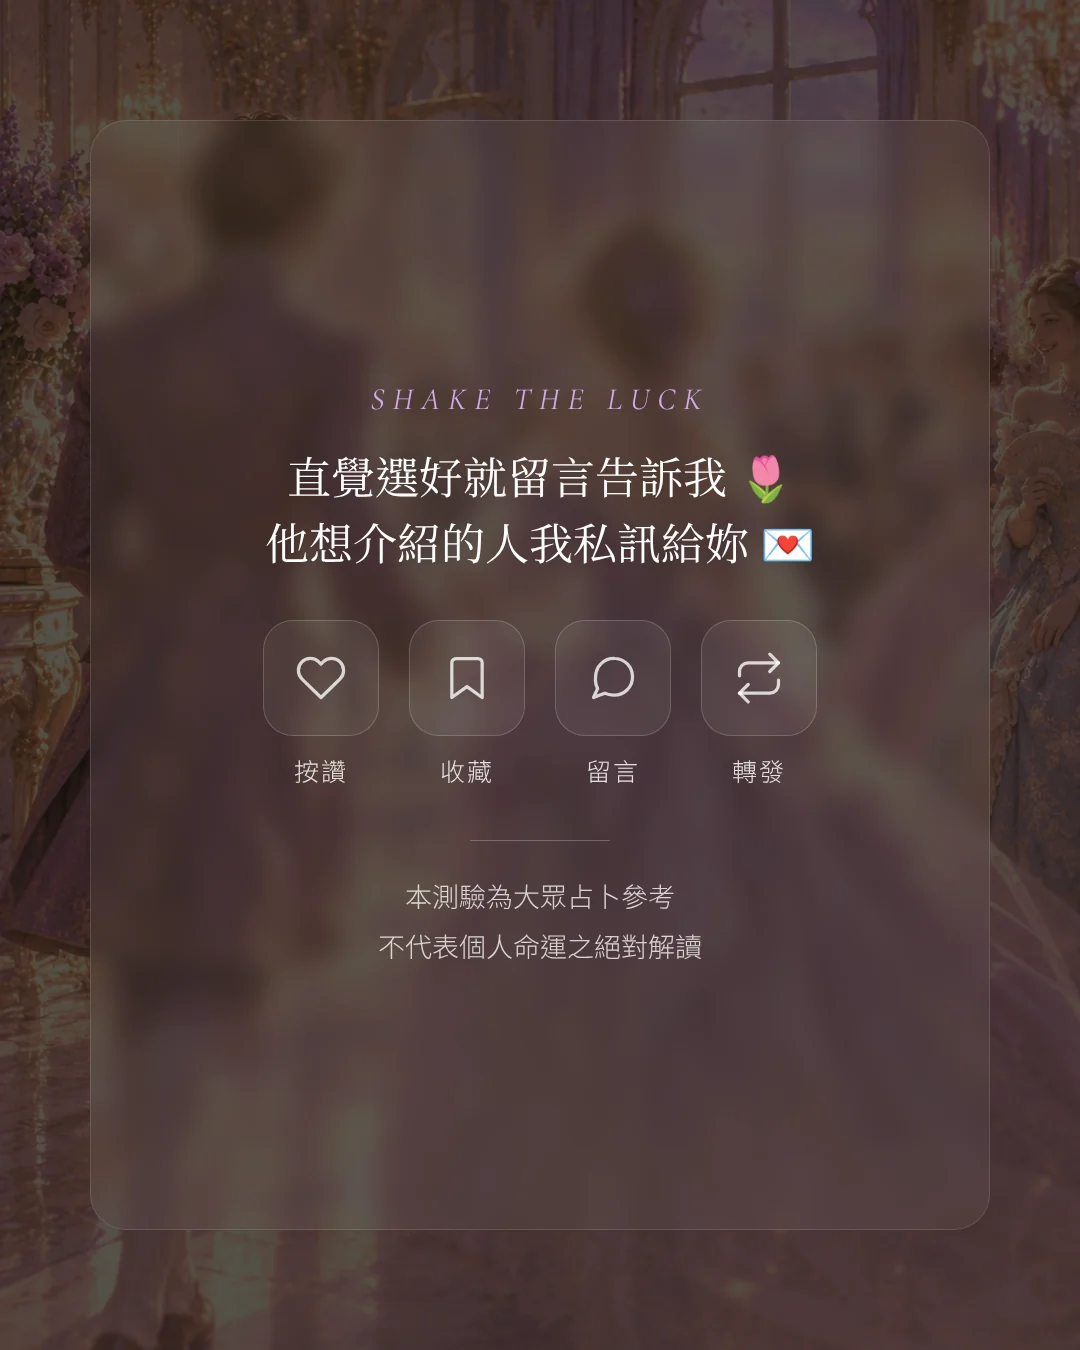 SHAKE THE LUCK
直覺選好就留言告訴我 🌷
他想介紹的人我私訊給妳 💌
按讚 收藏 留言 轉發
本測驗為大眾占卜參考
不代表個人命運之絕對解讀